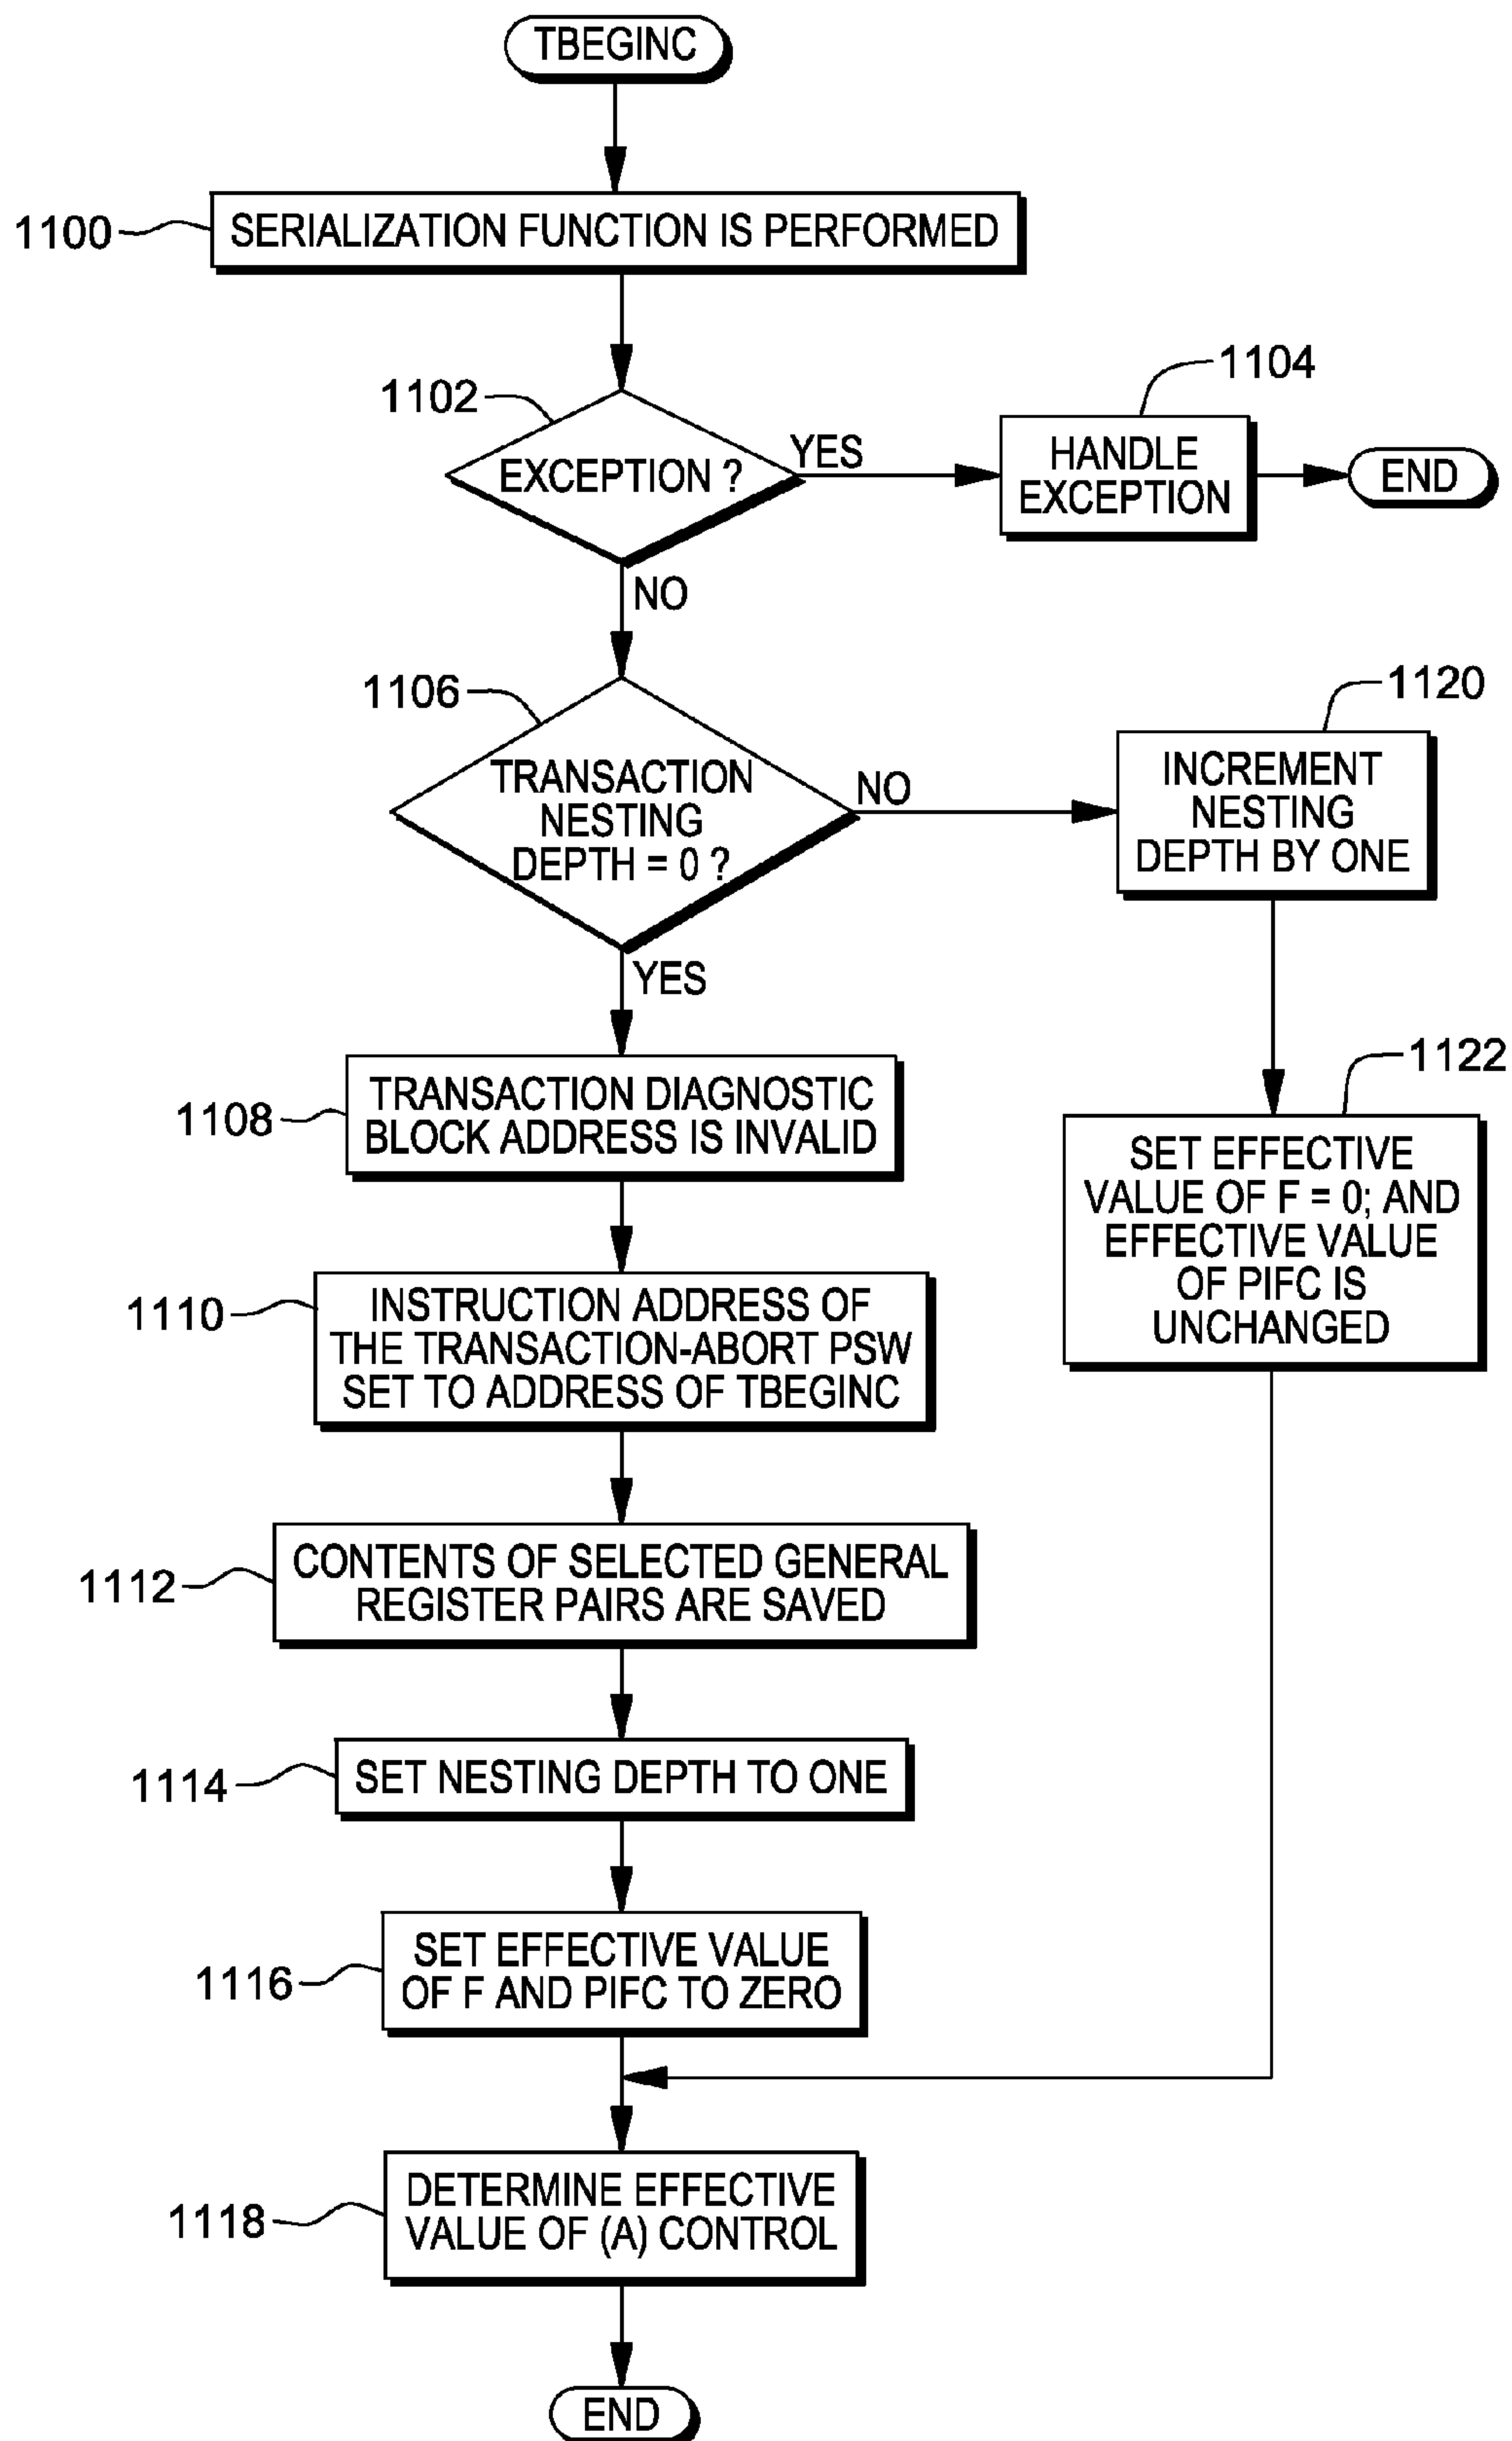 TBEGINC
1100
SERIALIZATION FUNCTION IS PERFORMED
1102
EXCEPTION ?
YES
1104
HANDLE
EXCEPTION
END
NO
1106
TRANSACTION
NESTING
DEPTH = 0 ?
NO
1120
INCREMENT
NESTING
DEPTH BY ONE
YES
1108
TRANSACTION DIAGNOSTIC
BLOCK ADDRESS IS INVALID
1122
SET EFFECTIVE
VALUE OF F = 0; AND
EFFECTIVE VALUE
OF PIFC IS
UNCHANGED
1110
INSTRUCTION ADDRESS OF
THE TRANSACTION-ABORT PSW
SET TO ADDRESS OF TBEGINC
1112
CONTENTS OF SELECTED GENERAL
REGISTER PAIRS ARE SAVED
1114
SET NESTING DEPTH TO ONE
1116
SET EFFECTIVE VALUE
OF F AND PIFC TO ZERO
1118
DETERMINE EFFECTIVE
VALUE OF (A) CONTROL
END